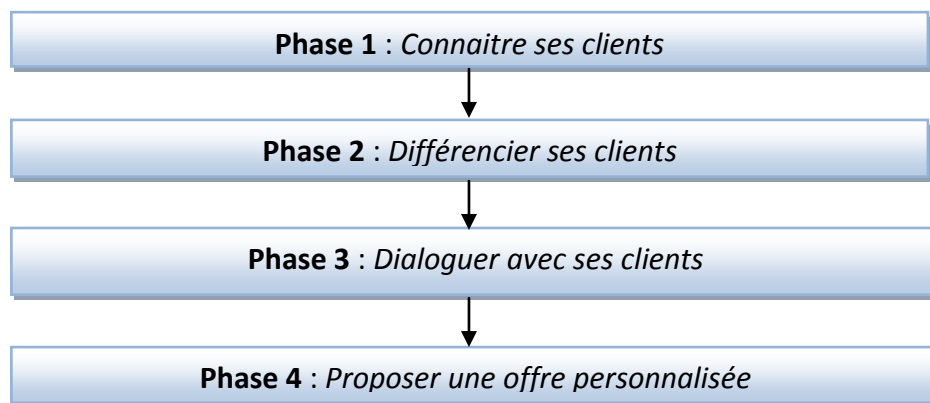 Phase 1 : Connaitre ses clients
Phase 2 : Différencier ses clients
Phase 3 : Dialoguer avec ses clients
Phase 4 : Proposer une offre personnalisée